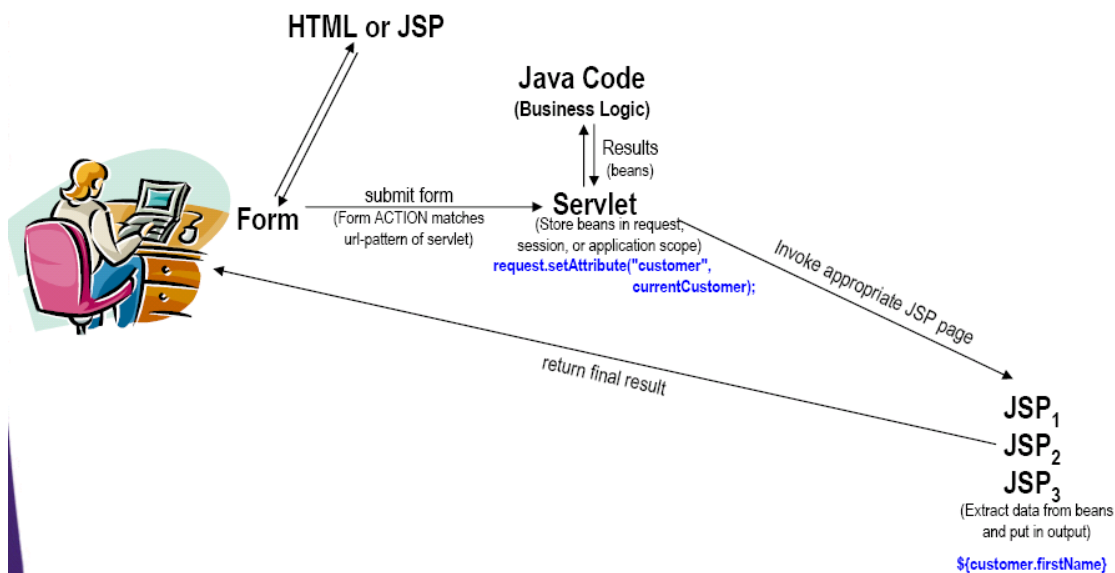 HTML or JSP
Java Code
(Business Logic)
Results
(beans)
submit form
(Form ACTION matches
url-pattern of servlet)
Form
Servlet
(Store beans in request,
session, or application scope)
request.setAttribute("customer",
currentCustomer);
Invoke appropriate JSP page
return final result
JSP1
JSP2
JSP3
(Extract data from beans
and put in output)
${customer.firstName}